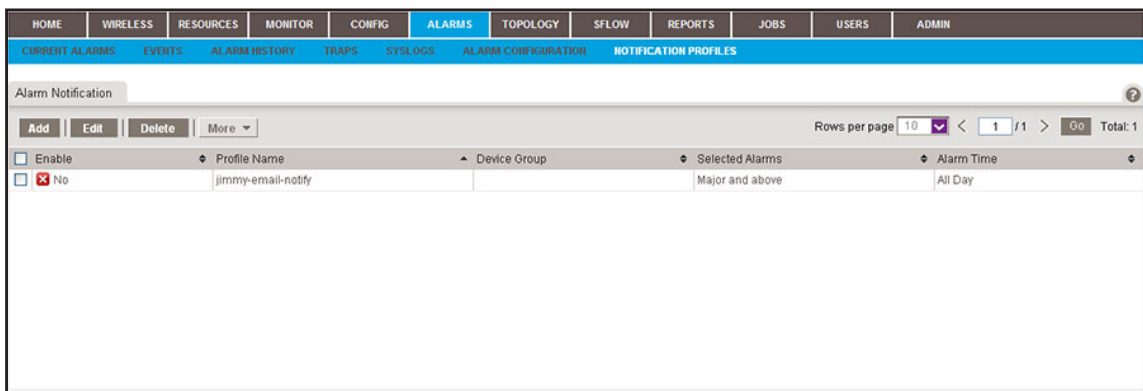 HOME WIRELESS RESOURCES MONITOR CONFIG ALARMS TOPOLOGY SFLOW REPORTS JOBS USERS ADMIN
CURRENT ALARMS EVENTS ALARM HISTORY TRAPS SYSLOGS ALARM CONFIGURATION NOTIFICATION PROFILES
Alarm Notification ?
Add Edit Delete More Rows per page 10 < 1 /1 > Go Total: 1
Enable Profile Name Device Group Selected Alarms Alarm Time
No jimmy-email-notify Major and above All Day